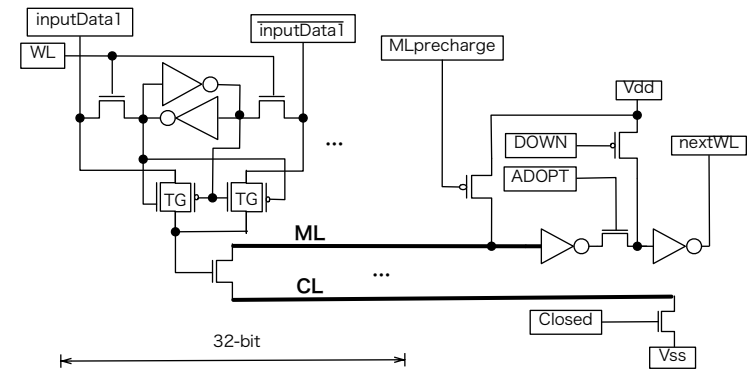 inputData1
inputData1
WL
MLprecharge
Vdd
DOWN
nextWL
...
ADOPT
TG
TG
ML
...
CL
Closed
32-bit
Vss